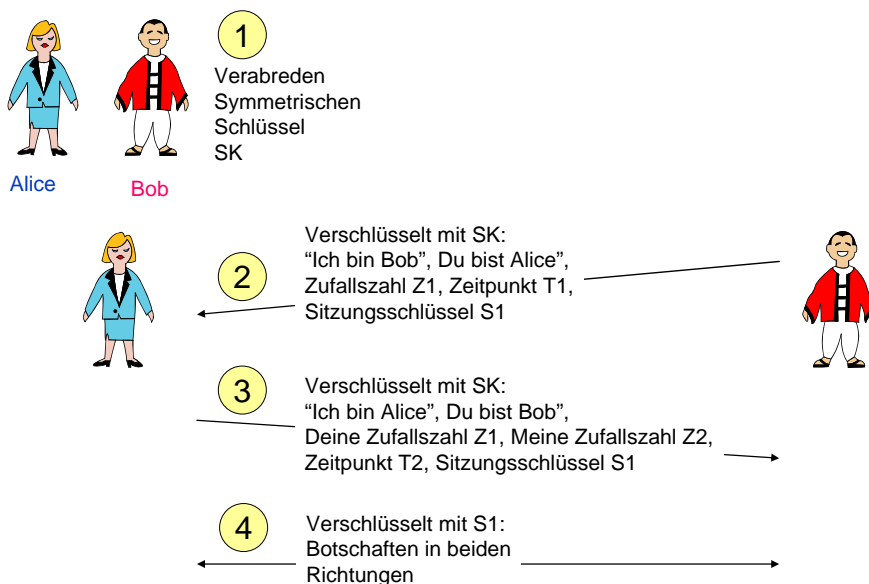 1
Verabreden
Symmetrischen
Schlüssel
SK
Alice
Bob
2
Verschlüsselt mit SK:
“Ich bin Bob”, Du bist Alice”,
Zufallszahl Z1, Zeitpunkt T1,
Sitzungsschlüssel S1
3
Verschlüsselt mit SK:
“Ich bin Alice”, Du bist Bob”,
Deine Zufallszahl Z1, Meine Zufallszahl Z2,
Zeitpunkt T2, Sitzungsschlüssel S1
4
Verschlüsselt mit S1:
Botschaften in beiden
Richtungen